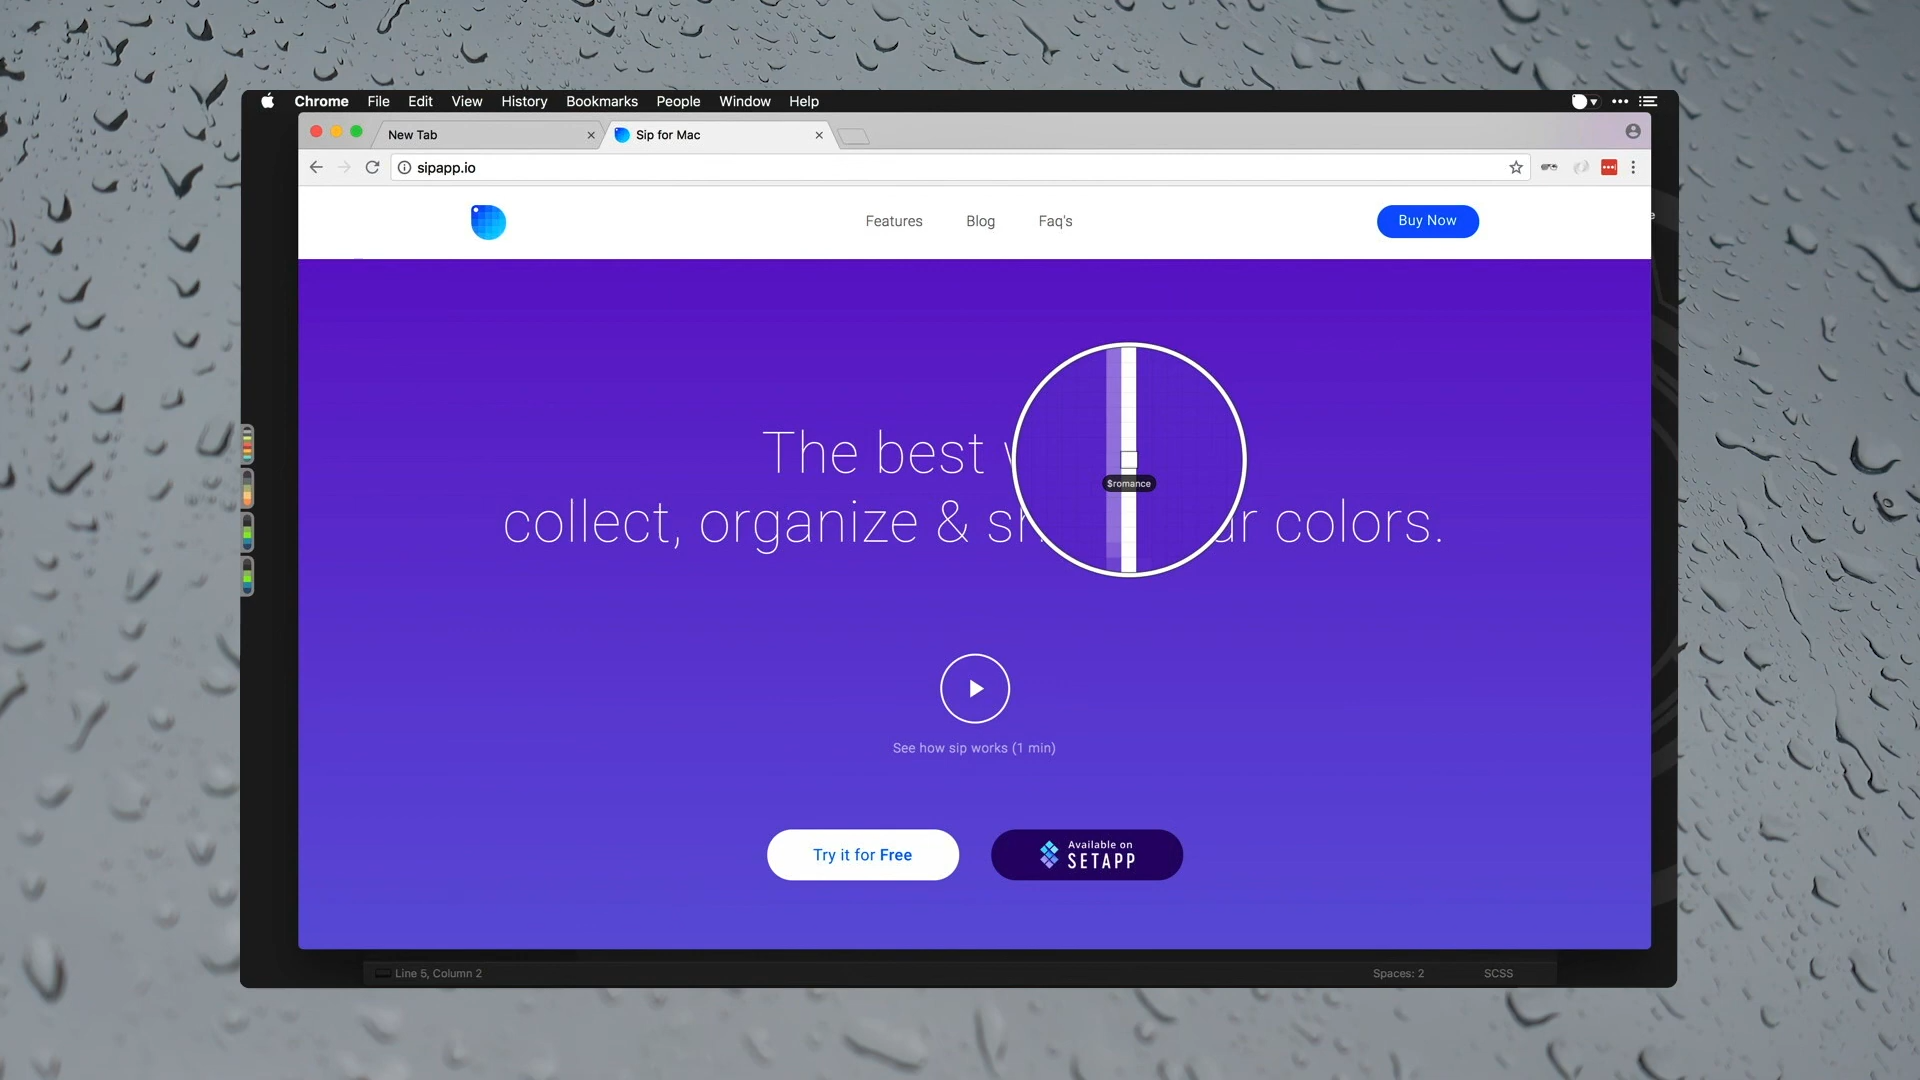 Chrome File Edit View History Bookmarks People Window Help
New Tab
Sip for Mac
sipapp.io
Features Blog Faq's Buy Now
The best
collect, organize & sh r colors.
$romance
See how sip works (1 min)
Try it for Free
Available on
SETAPP
Line 5, Column 2 Spaces: 2 SCSS